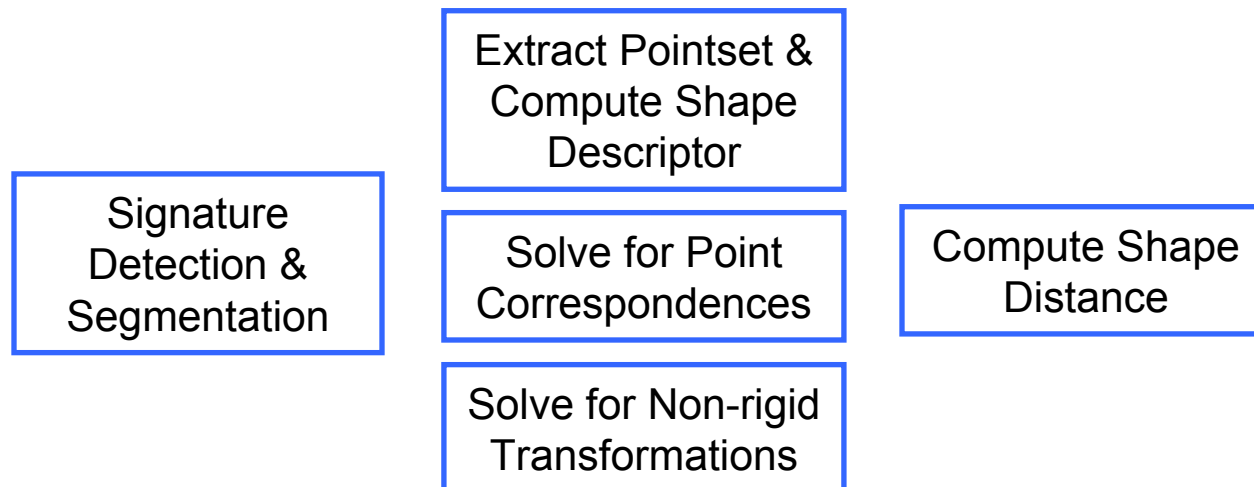 Signature
Detection &
Segmentation
Extract Pointset &
Compute Shape
Descriptor
Solve for Point
Correspondences
Solve for Non-rigid
Transformations
Compute Shape
Distance